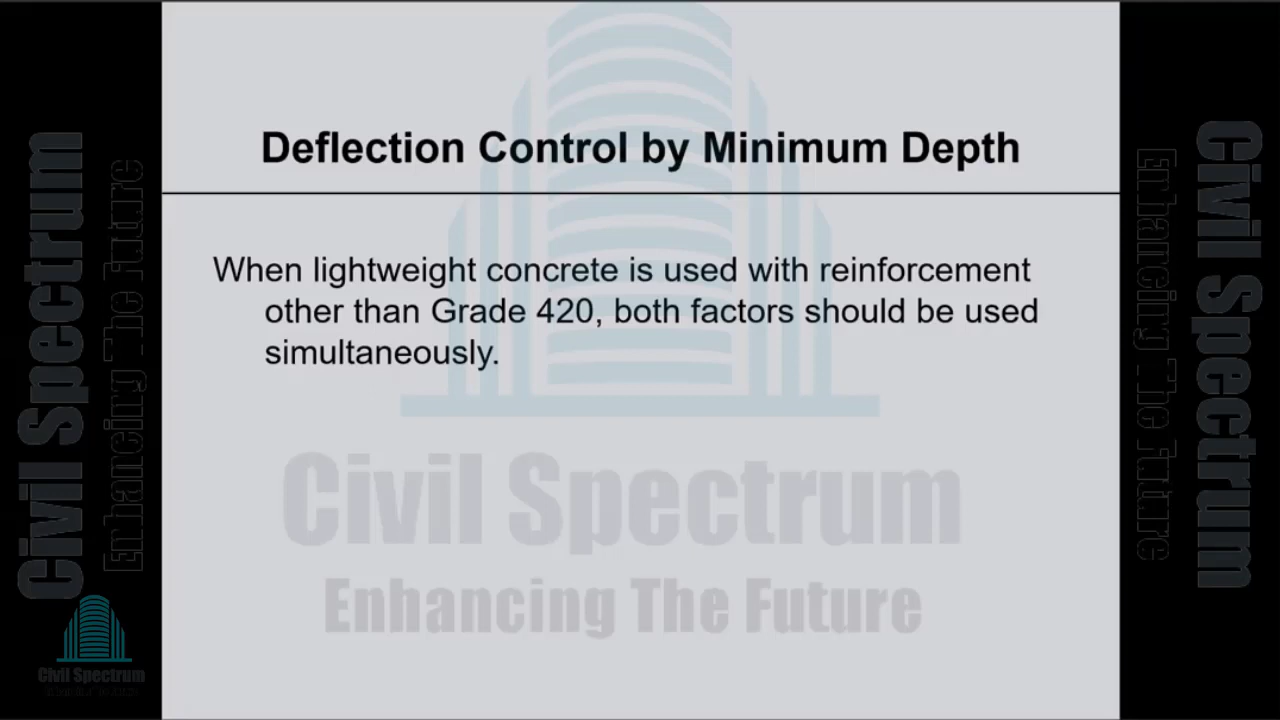 Deflection Control by Minimum Depth
When lightweight concrete is used with reinforcement
other than Grade 420, both factors should be used
simultaneously.
Civil Spectrum
Enhancing The Future
Civil Spectrum
Enhancing The Future
Civil Spectrum
Enhancing The Future
Civil Spectrum